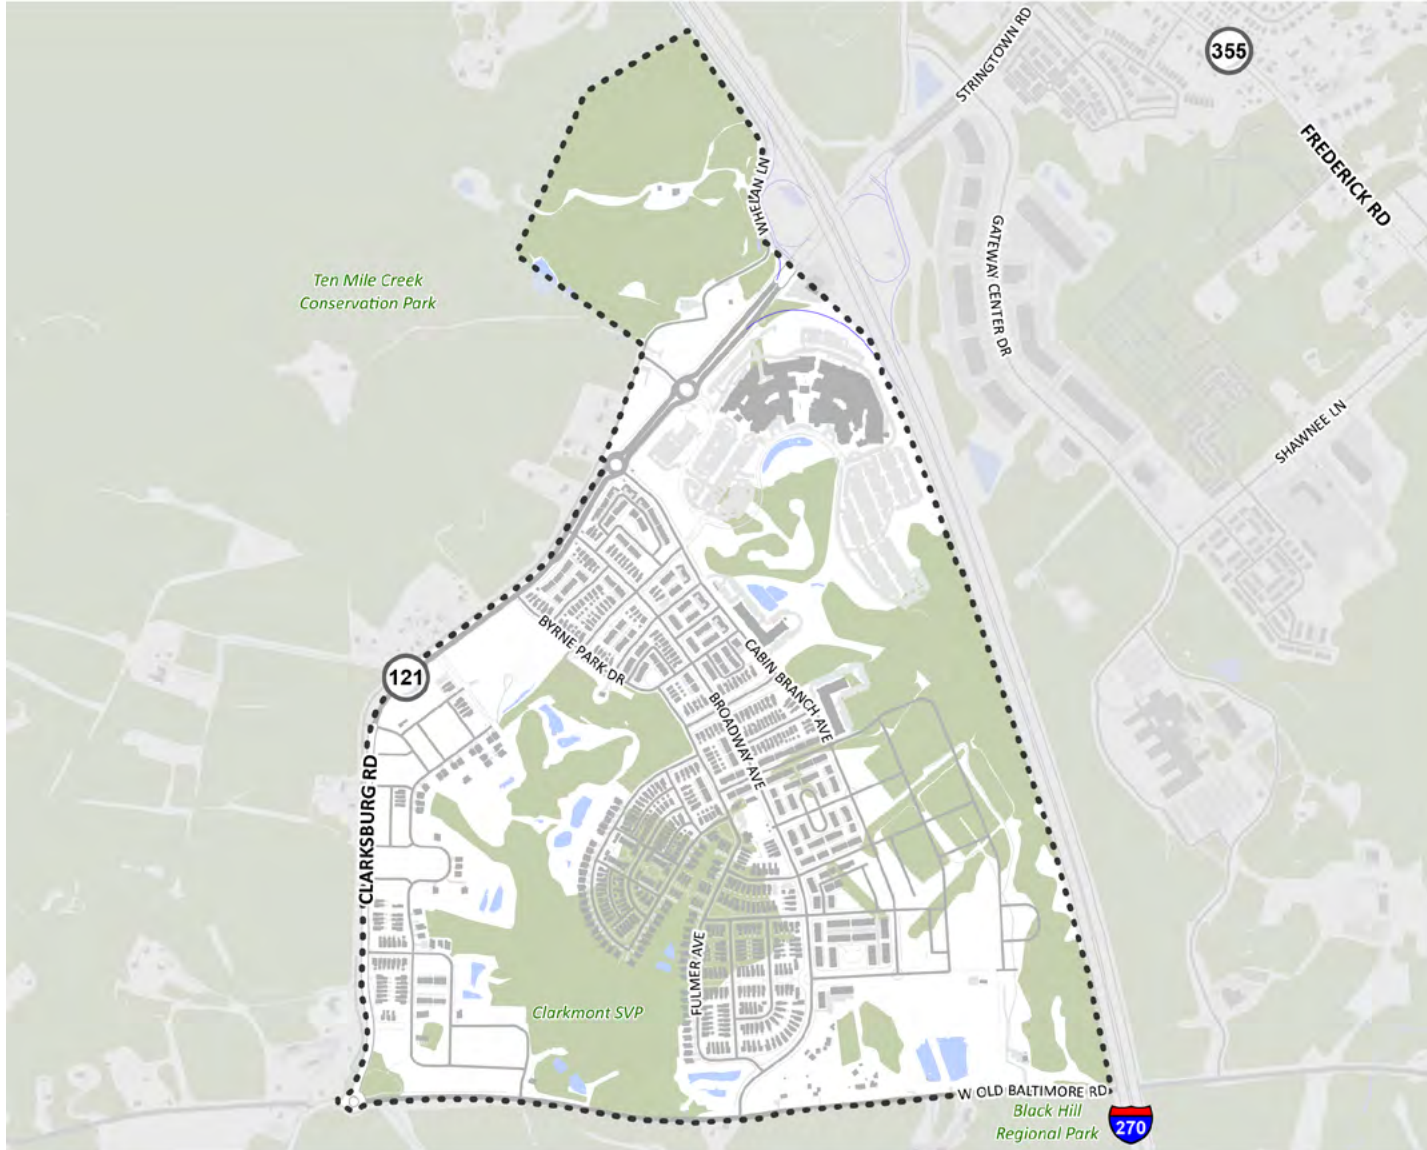 355
STRINGTOWN RD
FREDERICK RD
WHELAN LN
GATEWAY CENTER DR
Ten Mile Creek
Conservation Park
SHAWNEE LN
BYRNE PARK DR
CABIN BRANCH AVE
121
BROADWAY AVE
CLARKSBURG RD
FULMER AVE
Clarkmont SVP
W OLD BALTIMORE RD
Black Hill
Regional Park
270